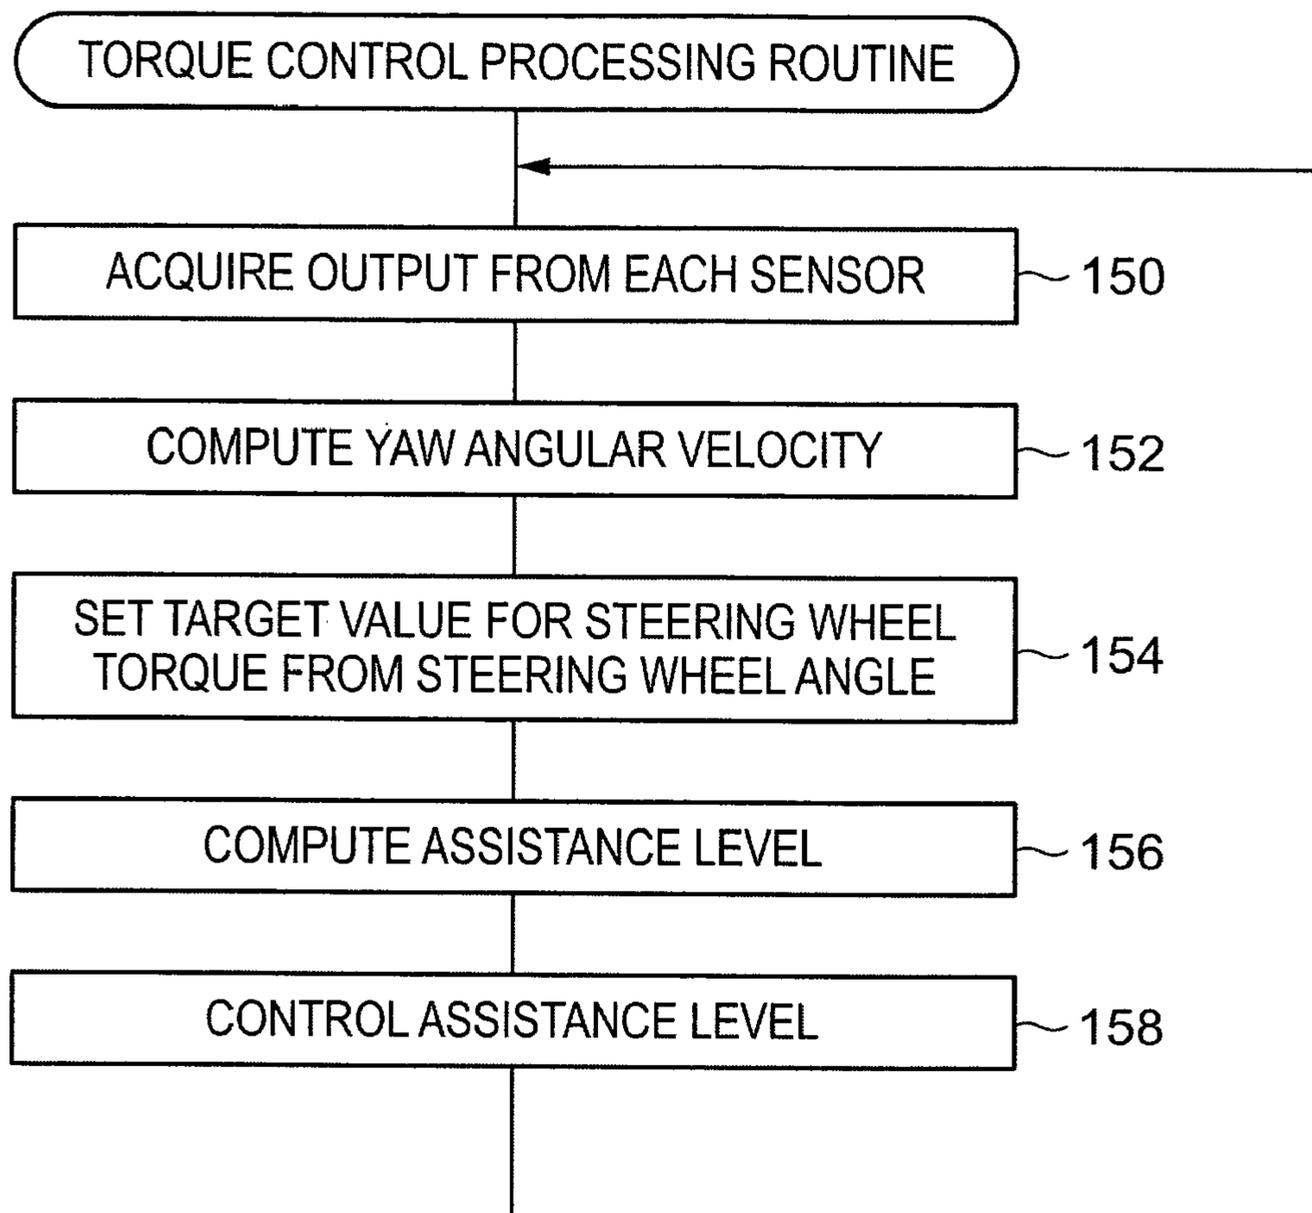 TORQUE CONTROL PROCESSING ROUTINE
ACQUIRE OUTPUT FROM EACH SENSOR
150
COMPUTE YAW ANGULAR VELOCITY
152
SET TARGET VALUE FOR STEERING WHEEL
TORQUE FROM STEERING WHEEL ANGLE
154
COMPUTE ASSISTANCE LEVEL
156
CONTROL ASSISTANCE LEVEL
158